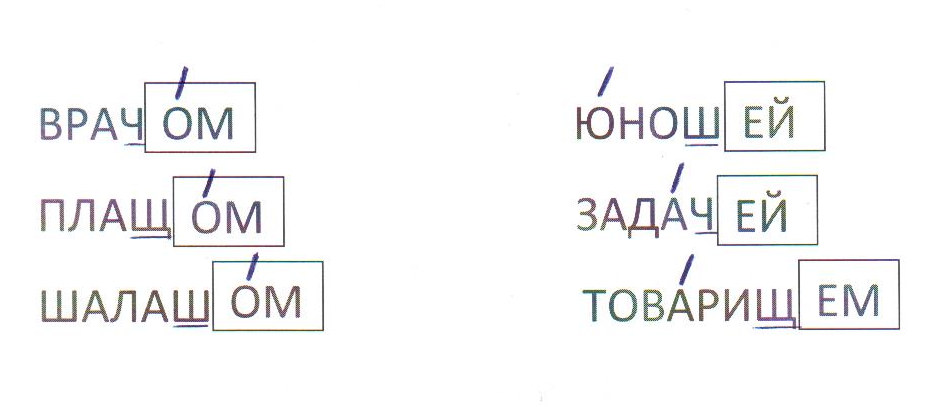 ВРАЧОМ ЮНОШЕЙ
ПЛАЩОМ ЗАДАЧЕЙ
ШАЛАШОМ ТОВАРИЩЕМ